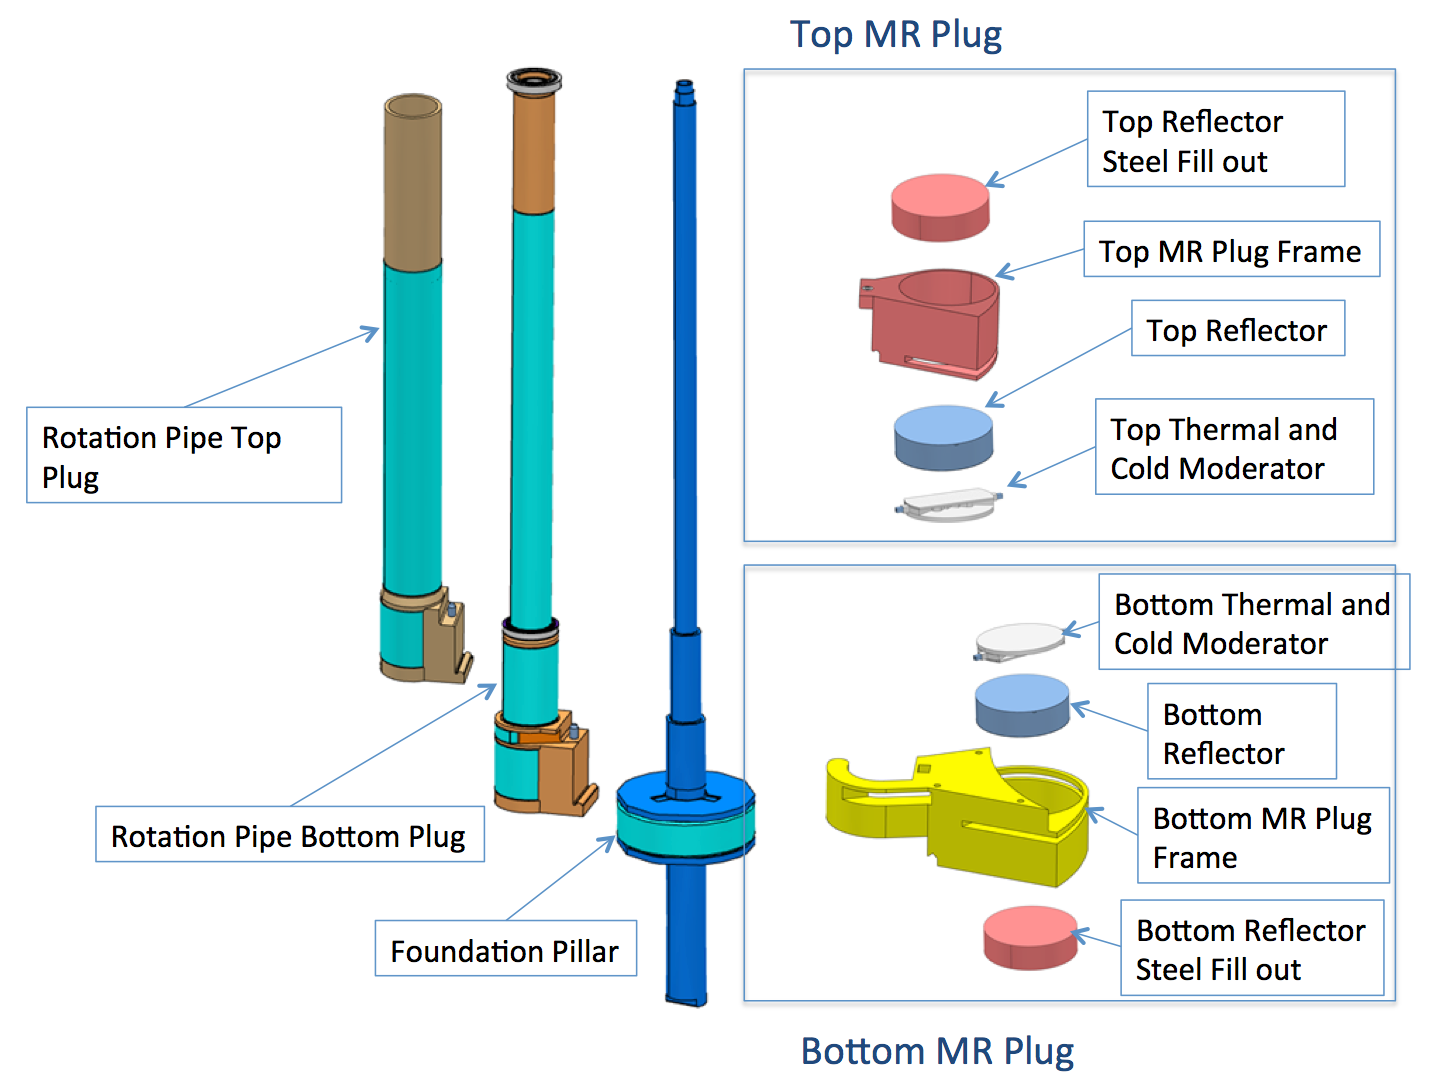 Top MR Plug
Top Reflector
Steel Fill out
Top MR Plug Frame
Top Reflector
Top Thermal and
Cold Moderator
Rotation Pipe Top
Plug
Bottom Thermal and
Cold Moderator
Bottom
Reflector
Rotation Pipe Bottom Plug
Bottom MR Plug
Frame
Foundation Pillar
Bottom Reflector
Steel Fill out
Bottom MR Plug